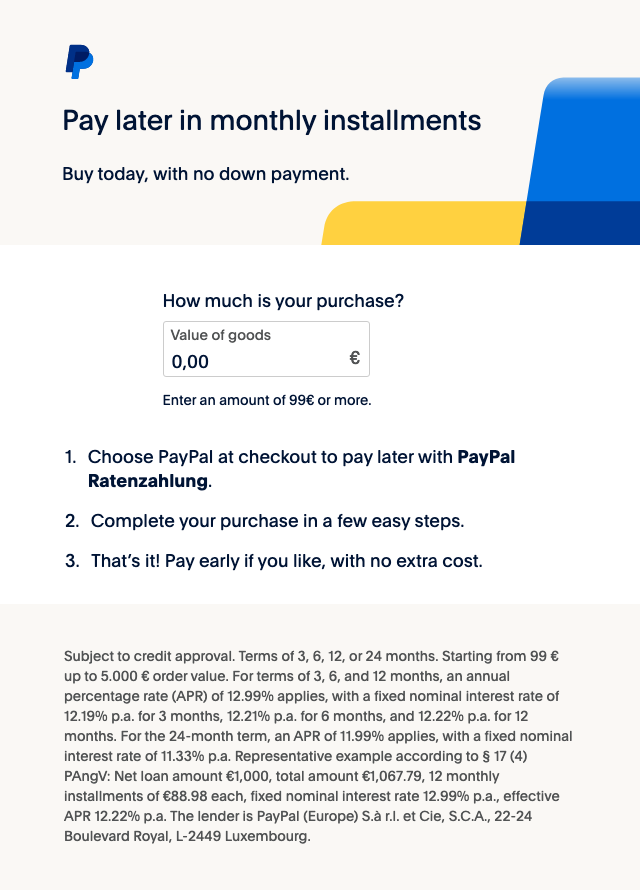 Pay later in monthly installments
Buy today, with no down payment.
How much is your purchase?
Value of goods
0,00 €
Enter an amount of 99€ or more.
1. Choose PayPal at checkout to pay later with PayPal
Ratenzahlung.
2. Complete your purchase in a few easy steps.
3. That’s it! Pay early if you like, with no extra cost.
Subject to credit approval. Terms of 3, 6, 12, or 24 months. Starting from 99 €
up to 5.000 € order value. For terms of 3, 6, and 12 months, an annual
percentage rate (APR) of 12.99% applies, with a fixed nominal interest rate of
12.19% p.a. for 3 months, 12.21% p.a. for 6 months, and 12.22% p.a. for 12
months. For the 24-month term, an APR of 11.99% applies, with a fixed nominal
interest rate of 11.33% p.a. Representative example according to § 17 (4)
PAngV: Net loan amount €1,000, total amount €1,067.79, 12 monthly
installments of €88.98 each, fixed nominal interest rate 12.99% p.a., effective
APR 12.22% p.a. The lender is PayPal (Europe) S.à r.l. et Cie, S.C.A., 22-24
Boulevard Royal, L-2449 Luxembourg.